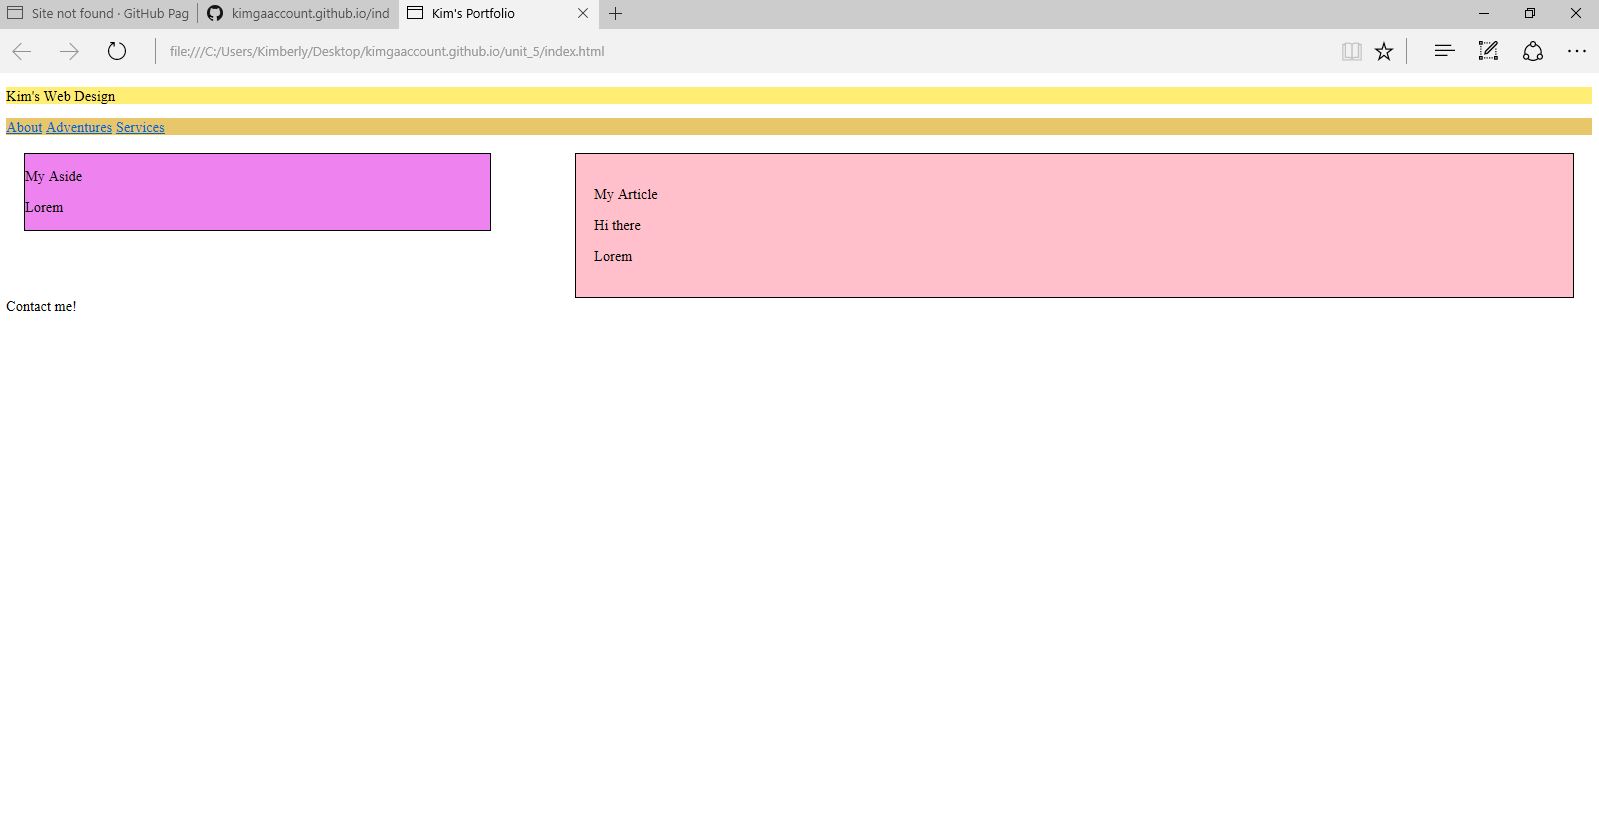 Site not found · GitHub Pag
kimgaaccount.github.io/ind
Kim's Portfolio
file:///C:/Users/Kimberly/Desktop/kimgaaccount.github.io/unit_5/index.html
Kim's Web Design
About Adventures Services
My Aside
Lorem
My Article
Hi there
Lorem
Contact me!